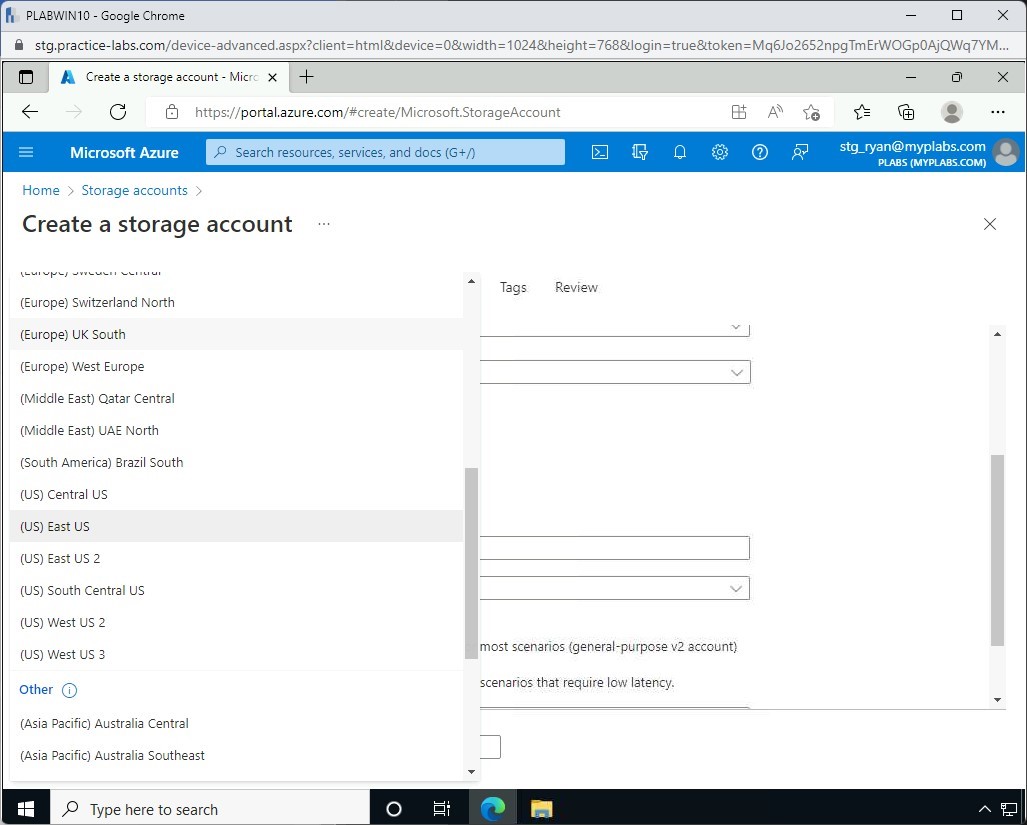 PLABWIN10 - Google Chrome
stg.practice-labs.com/device-advanced.aspx?client=html&device=0&width=1024&height=768&login=true&token=Mq6Jo2652npgTmErWOGp0AjQWq7YM...
Create a storage account - Micro
https://portal.azure.com/#create/Microsoft.StorageAccount
Microsoft Azure
Search resources, services, and docs (G+/)
stg_ryan@myplabs.com
PLABS (MYPLABS.COM)
Home > Storage accounts >
Create a storage account ...
(Europe) Sweden Central
Tags Review
(Europe) Switzerland North
(Europe) UK South
(Europe) West Europe
(Middle East) Qatar Central
(Middle East) UAE North
(South America) Brazil South
(US) Central US
(US) East US
(US) East US 2
(US) South Central US
(US) West US 2
most scenarios (general-purpose v2 account)
(US) West US 3
scenarios that require low latency.
Other
(Asia Pacific) Australia Central
(Asia Pacific) Australia Southeast
Type here to search